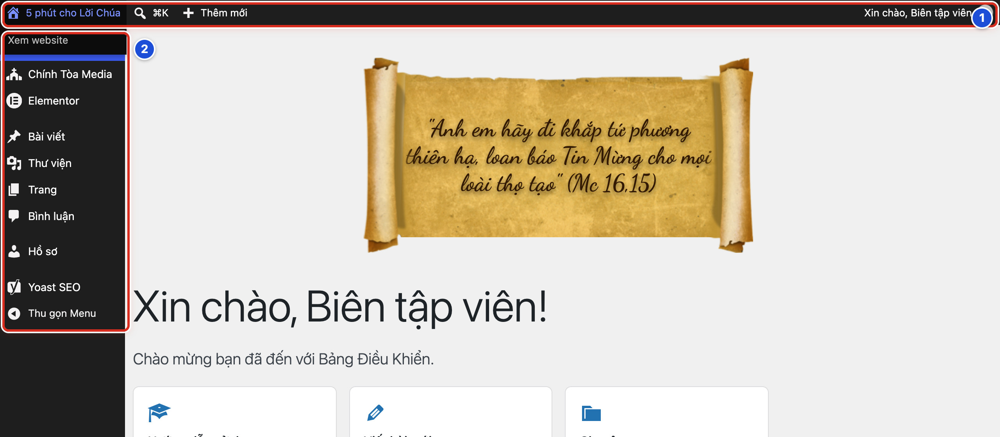 5 phút cho Lời Chúa
⌘K
Thêm mới
Xin chào, Biên tập viên
1
Xem website
2
Chính Tòa Media
Elementor
Bài viết
Thư viện
Trang
Bình luận
Hồ sơ
Yoast SEO
Thu gọn Menu
"Anh em hãy đi khắp tứ phương
thiên hạ, loan báo Tin Mừng cho mọi
loài thọ tạo" (Mc 16,15)
Xin chào, Biên tập viên!
Chào mừng bạn đã đến với Bảng Điều Khiển.